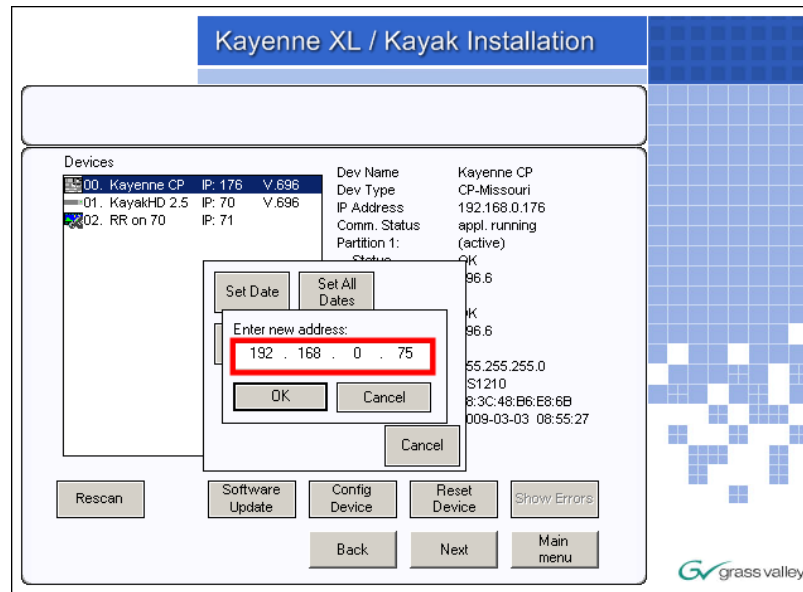 Kayenne XL / Kayak Installation
Devices
00. Kayenne CP IP: 176 V.696
01. KayakHD 2.5 IP: 70 V.696
02. RR on 70 IP: 71
Dev Name Kayenne CP
Dev Type CP-Missouri
IP Address 192.168.0.176
Comm. Status appl. running
Partition 1: (active)
96.6
96.6
55.255.255.0
S1210
8:3C:48:B6:E8:6B
009-03-03 08:55:27
Set Date
Set All
Dates
Enter new address:
192 . 168 . 0 . 75
OK
Cancel
Cancel
Rescan
Software
Update
Config
Device
Reset
Device
Show Errors
Back
Next
Main
menu
GV grass valley